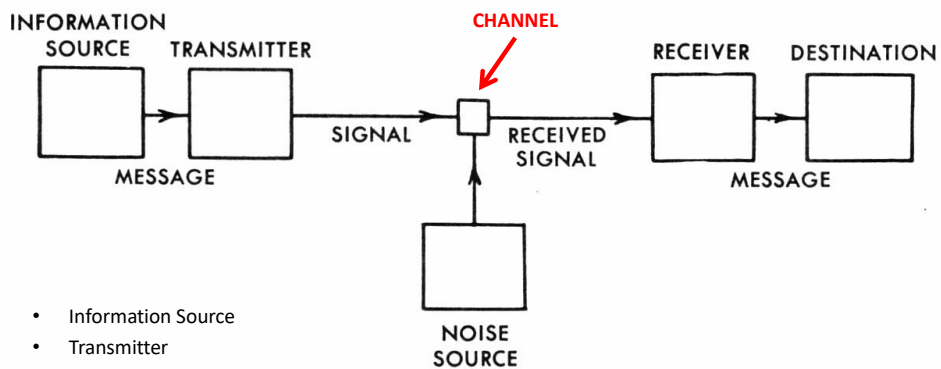 INFORMATION
SOURCE
TRANSMITTER
CHANNEL
RECEIVER
DESTINATION
SIGNAL
RECEIVED
SIGNAL
MESSAGE
MESSAGE
NOISE
SOURCE
• Information Source
• Transmitter